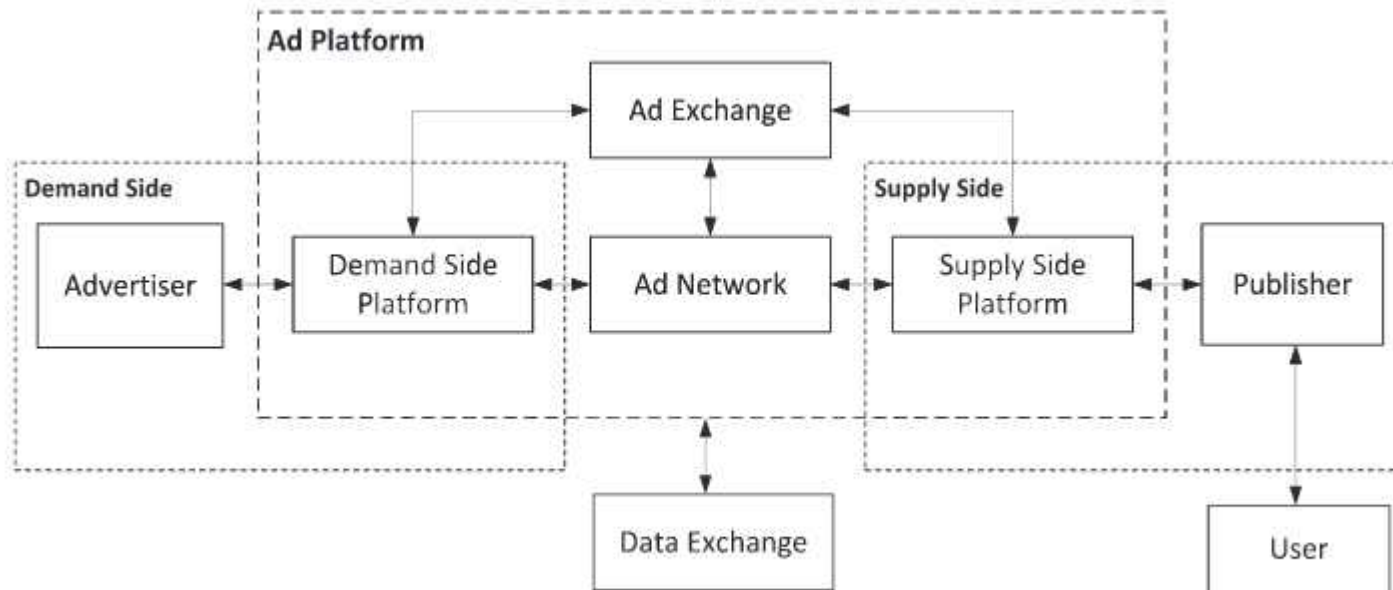 Ad Platform
Ad Exchange
Demand Side
Supply Side
Advertiser
Demand Side
Platform
Ad Network
Supply Side
Platform
Publisher
Data Exchange
User